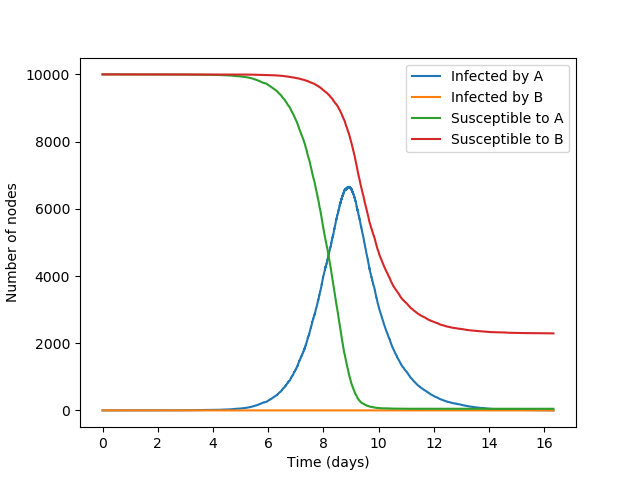 Infected by A
Infected by B
Susceptible to A
Susceptible to B
10000
8000
6000
4000
2000
0
Number of nodes
0 2 4 6 8 10 12 14 16
Time (days)